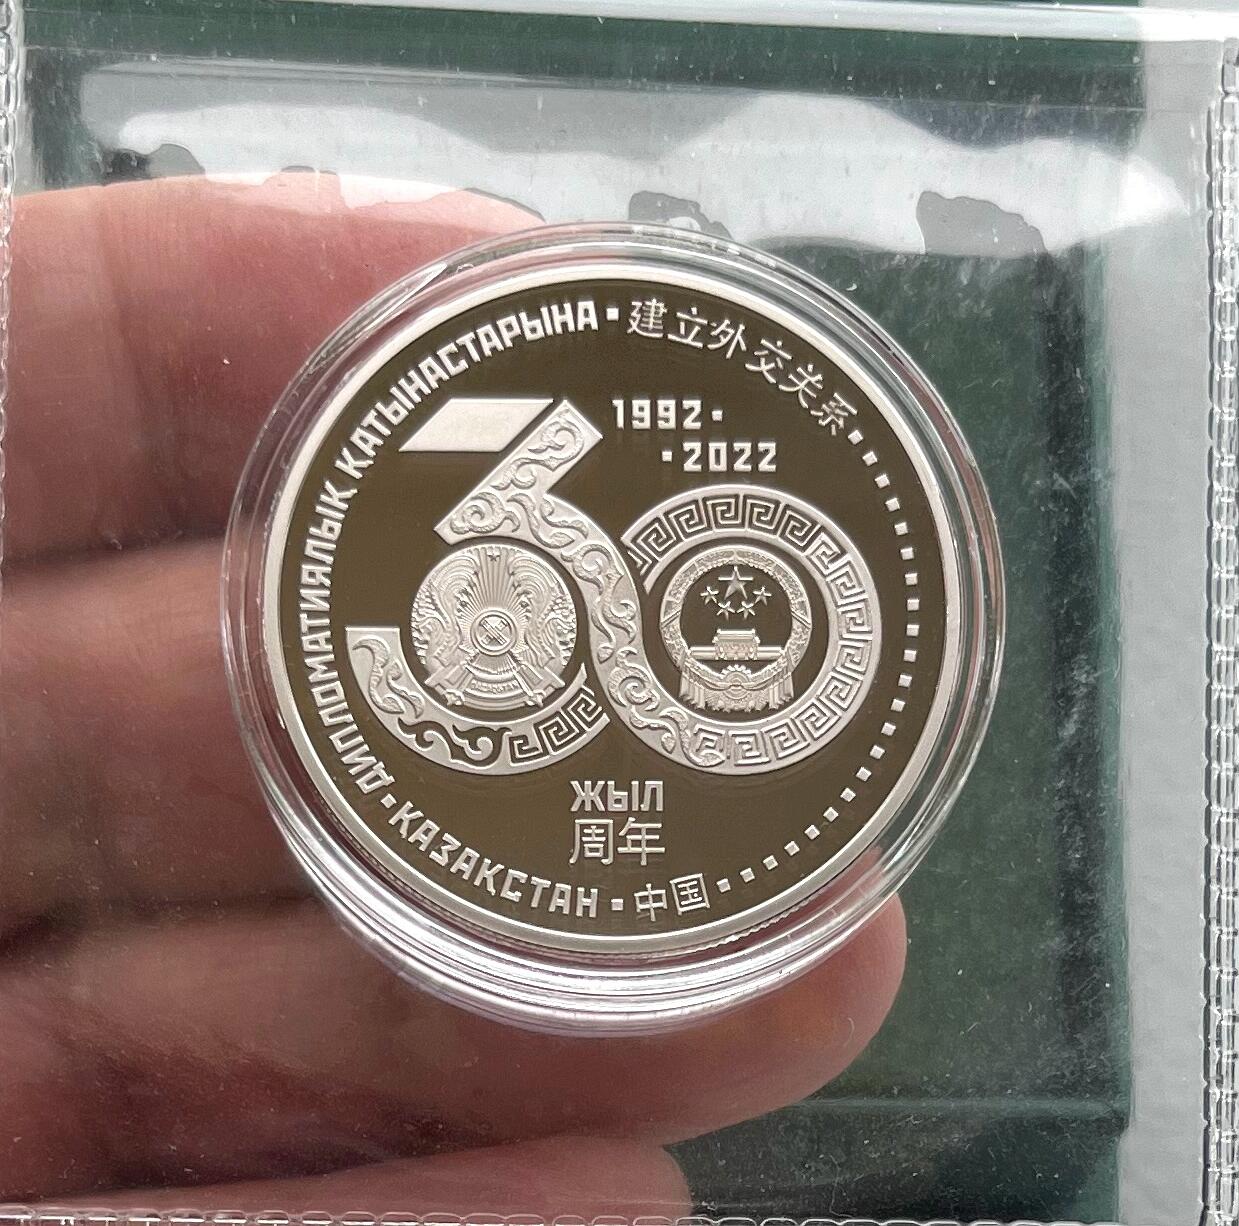 ҚАЗАҚСТАН · ДИПЛОМАТИЯЛЫҚ ҚАТЫНАСТАРЫНА · 建立外交关系
1992 ·
· 2022
30
ЖЫЛ
周年
· 中国